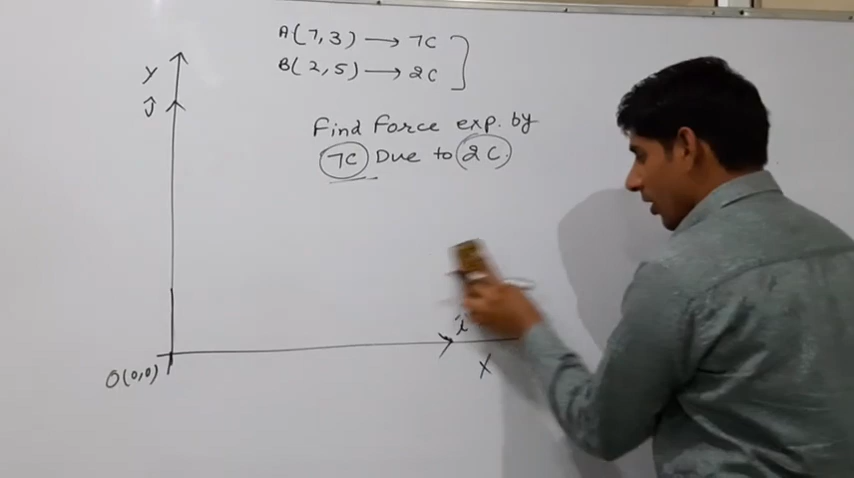 A(7,3) → 7C
B(2,5) → 2C
Find Force exp. by
7C Due to 2C.
Y
ĵ
î
X
O(0,0)